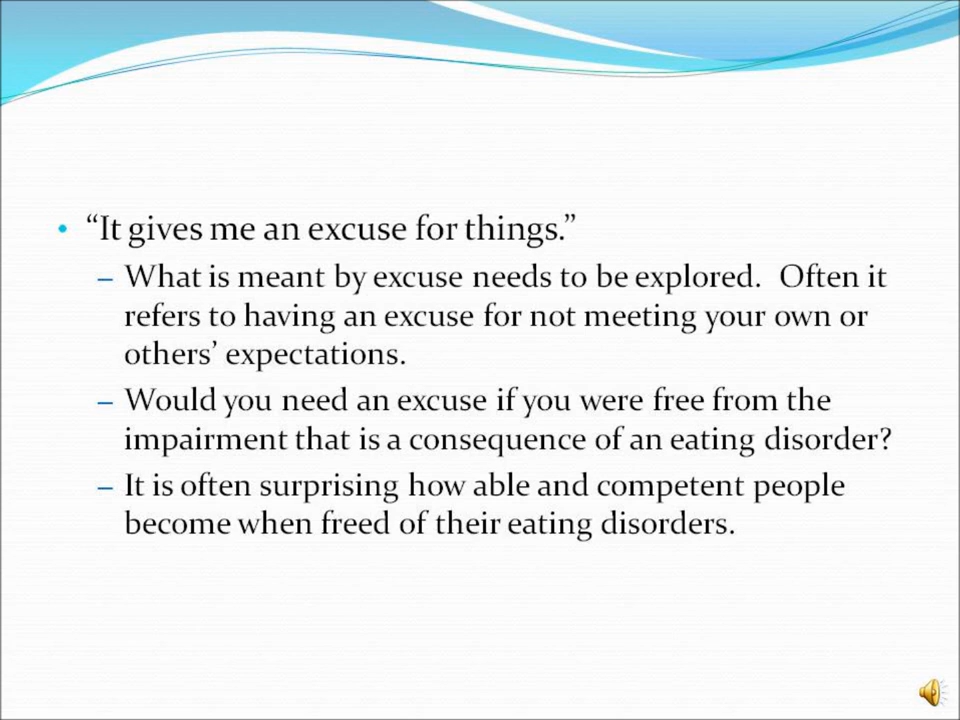 • “It gives me an excuse for things.”
– What is meant by excuse needs to be explored.  Often it
refers to having an excuse for not meeting your own or
others’ expectations.
– Would you need an excuse if you were free from the
impairment that is a consequence of an eating disorder?
– It is often surprising how able and competent people
become when freed of their eating disorders.